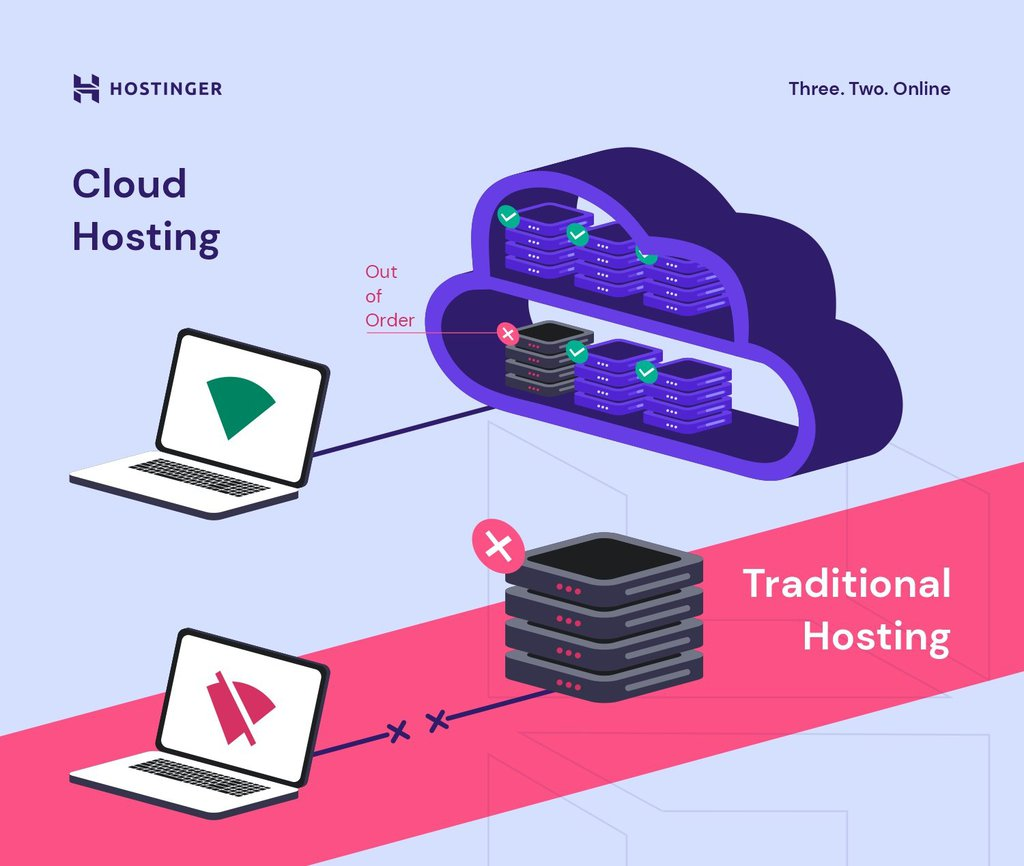 HOSTINGER
Three. Two. Online
Cloud
Hosting
Out
of
Order
Traditional
Hosting